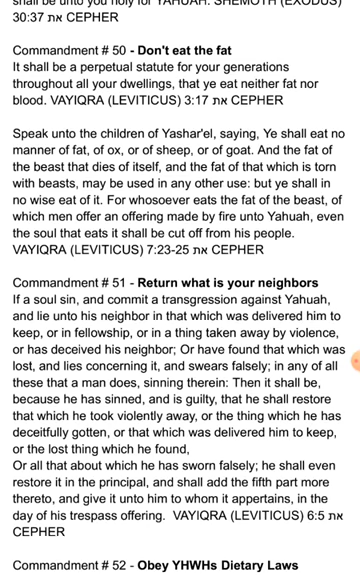 shall be unto you holy for YAHUAH. SHEMOTH (EXODUS)
30:37 את CEPHER
Commandment # 50 - Don't eat the fat
It shall be a perpetual statute for your generations
throughout all your dwellings, that ye eat neither fat nor
blood. VAYIQRA (LEVITICUS) 3:17 את CEPHER
Speak unto the children of Yashar'el, saying, Ye shall eat no
manner of fat, of ox, or of sheep, or of goat. And the fat of
the beast that dies of itself, and the fat of that which is torn
with beasts, may be used in any other use: but ye shall in
no wise eat of it. For whosoever eats the fat of the beast, of
which men offer an offering made by fire unto Yahuah, even
the soul that eats it shall be cut off from his people.
VAYIQRA (LEVITICUS) 7:23-25 את CEPHER
Commandment # 51 - Return what is your neighbors
If a soul sin, and commit a transgression against Yahuah,
and lie unto his neighbor in that which was delivered him to
keep, or in fellowship, or in a thing taken away by violence,
or has deceived his neighbor; Or have found that which was
lost, and lies concerning it, and swears falsely; in any of all
these that a man does, sinning therein: Then it shall be,
because he has sinned, and is guilty, that he shall restore
that which he took violently away, or the thing which he has
deceitfully gotten, or that which was delivered him to keep,
or the lost thing which he found,
Or all that about which he has sworn falsely; he shall even
restore it in the principal, and shall add the fifth part more
thereto, and give it unto him to whom it appertains, in the
day of his trespass offering. VAYIQRA (LEVITICUS) 6:5 את
CEPHER
Commandment # 52 - Obey YHWHs Dietary Laws